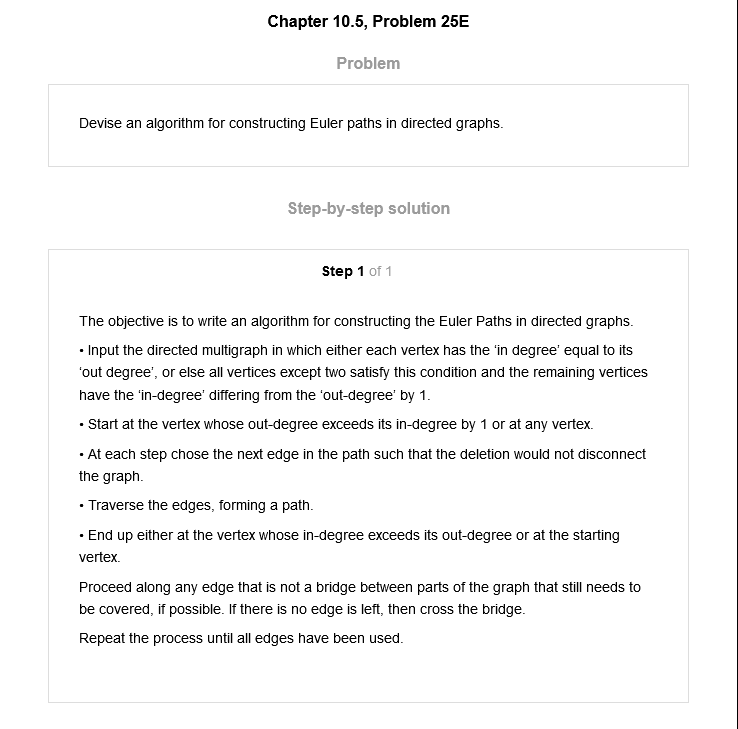 Chapter 10.5, Problem 25E
Problem
Devise an algorithm for constructing Euler paths in directed graphs.
Step-by-step solution
Step 1 of 1
The objective is to write an algorithm for constructing the Euler Paths in directed graphs.
• Input the directed multigraph in which either each vertex has the ‘in degree’ equal to its
‘out degree’, or else all vertices except two satisfy this condition and the remaining vertices
have the ‘in-degree’ differing from the ‘out-degree’ by 1.
• Start at the vertex whose out-degree exceeds its in-degree by 1 or at any vertex.
• At each step chose the next edge in the path such that the deletion would not disconnect
the graph.
• Traverse the edges, forming a path.
• End up either at the vertex whose in-degree exceeds its out-degree or at the starting
vertex.
Proceed along any edge that is not a bridge between parts of the graph that still needs to
be covered, if possible. If there is no edge is left, then cross the bridge.
Repeat the process until all edges have been used.